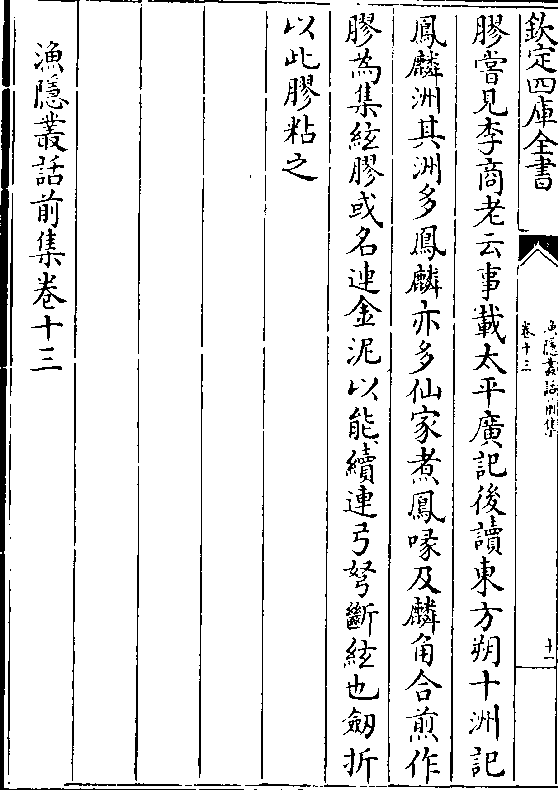 欽定四庫全書
漁隱叢話前集
卷十三
十一
膠嘗見李商老云事載太平廣記後讀東方朔十洲記
鳳麟洲其洲多鳳麟亦多仙家煮鳳喙及麟角合煎作
膠為集絃膠或名連金泥以能續連弓弩斷絃也劒折
以此膠粘之
漁隱叢話前集卷十三